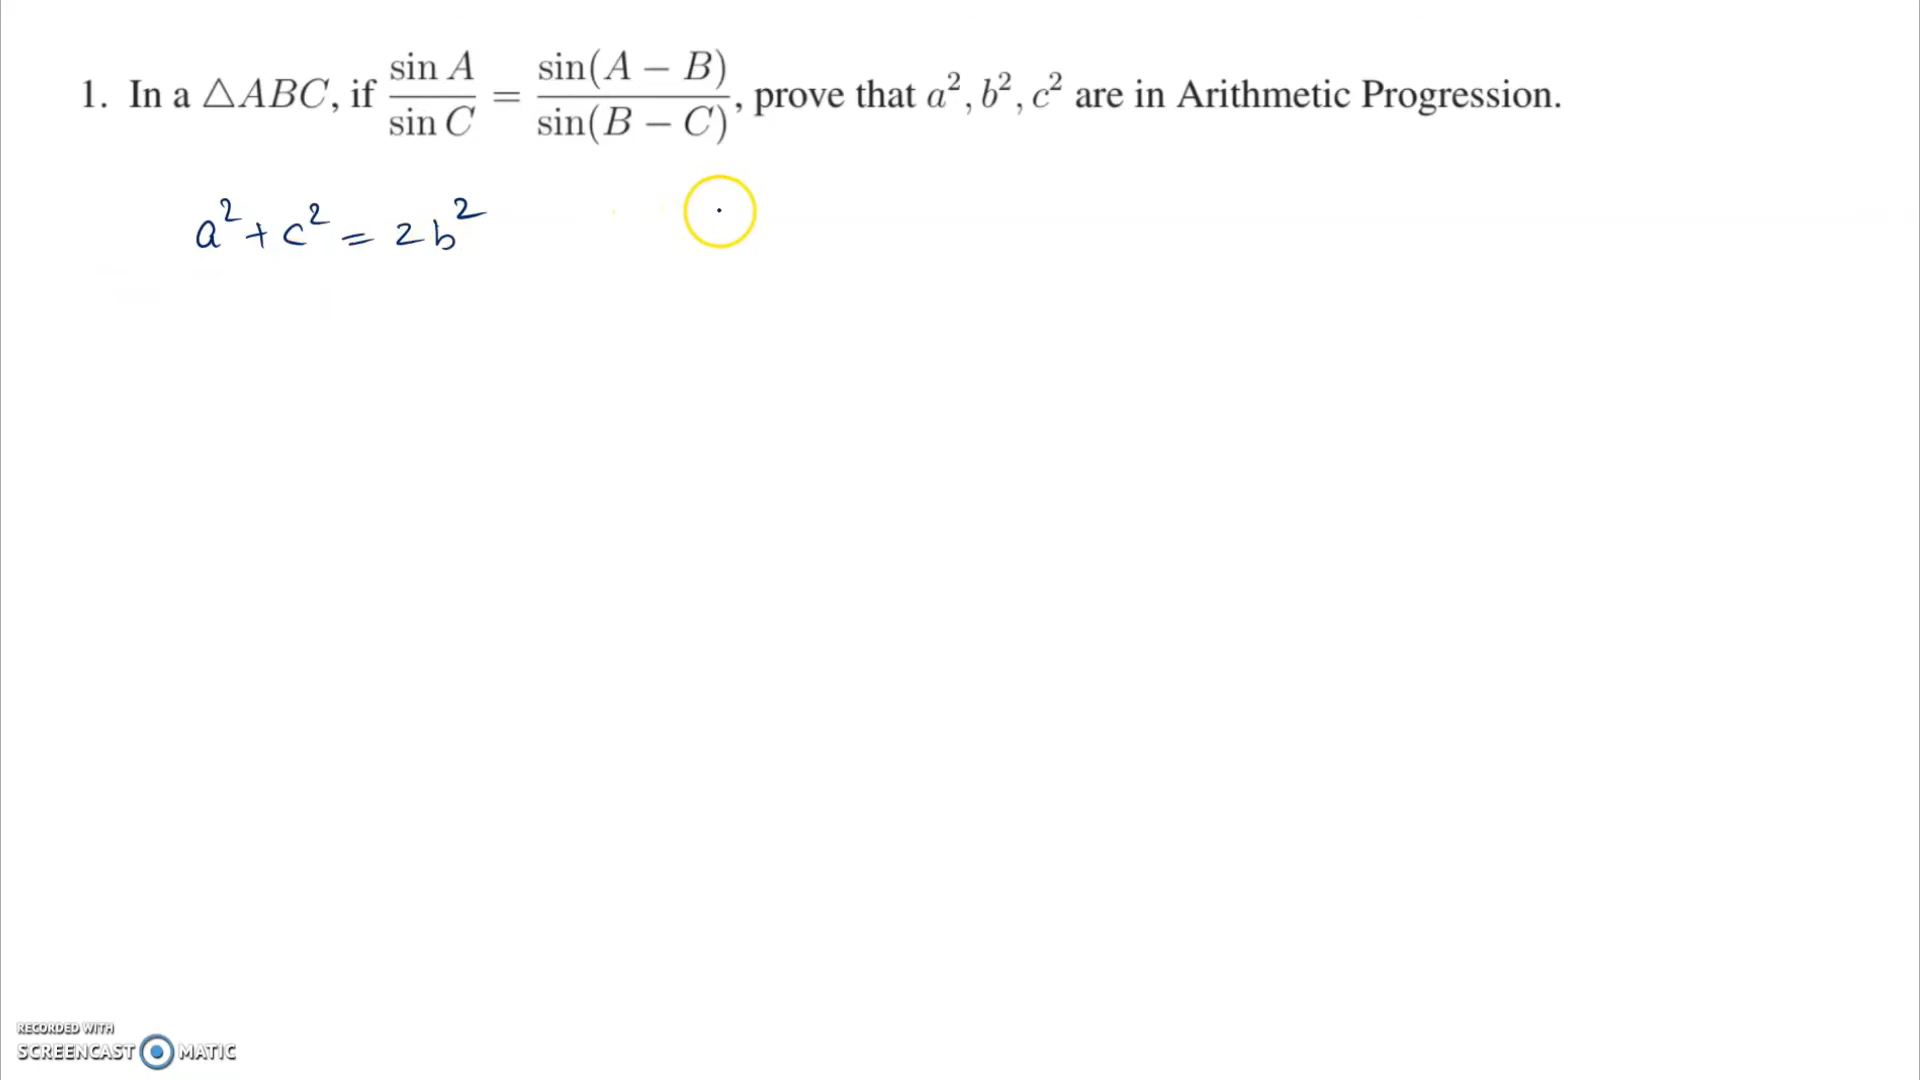 1. In a △ABC, if sin A / sin C = sin(A − B) / sin(B − C), prove that a², b², c² are in Arithmetic Progression.
a² + c² = 2b²
RECORDED WITH
SCREENCAST MATIC